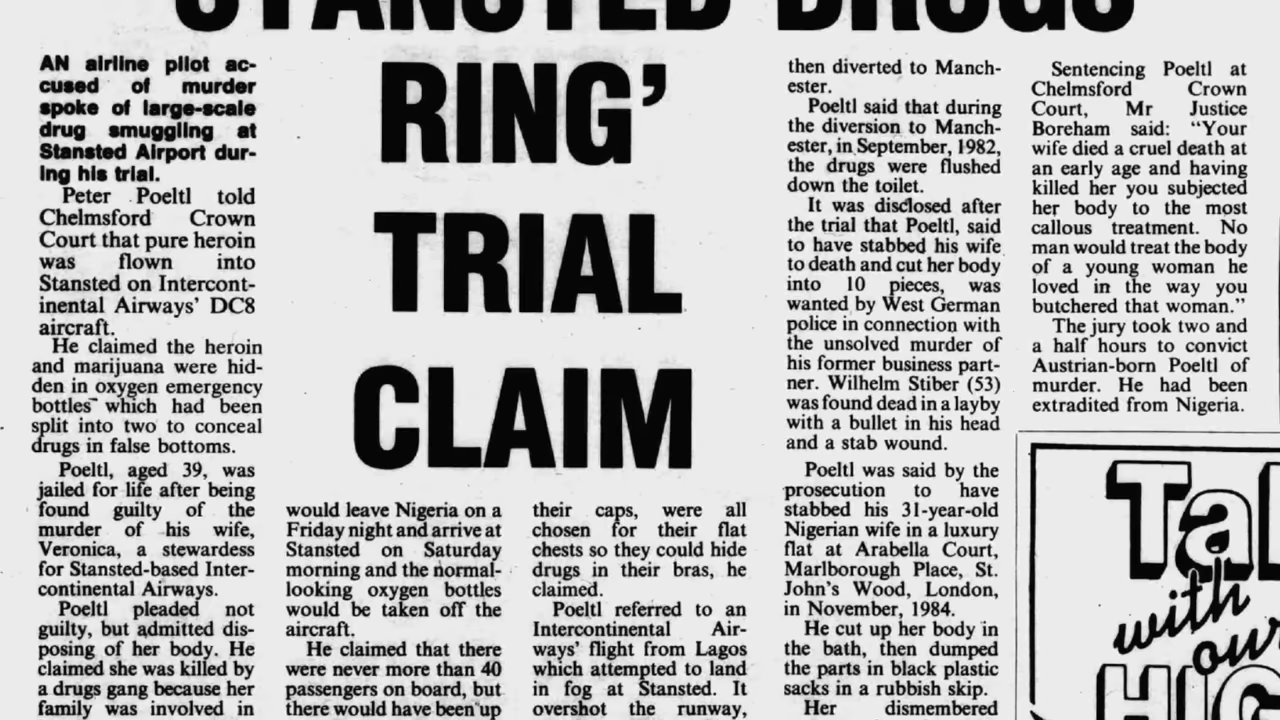 STANSTED DRUGS
RING'
TRIAL
CLAIM
AN airline pilot ac-
cused of murder
spoke of large-scale
drug smuggling at
Stansted Airport dur-
ing his trial.
Peter Poeltl told
Chelmsford Crown
Court that pure heroin
was flown into
Stansted on Intercont-
inental Airways' DC8
aircraft.
He claimed the heroin
and marijuana were hid-
den in oxygen emergency
bottles which had been
split into two to conceal
drugs in false bottoms.
Poeltl, aged 39, was
jailed for life after being
found guilty of the
murder of his wife,
Veronica, a stewardess
for Stansted-based Inter-
continental Airways.
Poeltl pleaded not
guilty, but admitted dis-
posing of her body. He
claimed she was killed by
a drugs gang because her
family was involved in
would leave Nigeria on a
Friday night and arrive at
Stansted on Saturday
morning and the normal-
looking oxygen bottles
would be taken off the
aircraft.
He claimed that there
were never more than 40
passengers on board, but
there would have been up
their caps, were all
chosen for their flat
chests so they could hide
drugs in their bras, he
claimed.
Poeltl referred to an
Intercontinental Air-
ways' flight from Lagos
which attempted to land
in fog at Stansted. It
overshot the runway,
then diverted to Manch-
ester.
Poeltl said that during
the diversion to Manch-
ester, in September, 1982,
the drugs were flushed
down the toilet.
It was disclosed after
the trial that Poeltl, said
to have stabbed his wife
to death and cut her body
into 10 pieces, was
wanted by West German
police in connection with
the unsolved murder of
his former business part-
ner. Wilhelm Stiber (53)
was found dead in a layby
with a bullet in his head
and a stab wound.
Poeltl was said by the
prosecution to have
stabbed his 31-year-old
Nigerian wife in a luxury
flat at Arabella Court,
Marlborough Place, St.
John's Wood, London,
in November, 1984.
He cut up her body in
the bath, then dumped
the parts in black plastic
sacks in a rubbish skip.
Her dismembered
Sentencing Poeltl at
Chelmsford Crown
Court, Mr Justice
Boreham said: "Your
wife died a cruel death at
an early age and having
killed her you subjected
her body to the most
callous treatment. No
man would treat the body
of a young woman he
loved in the way you
butchered that woman."
The jury took two and
a half hours to convict
Austrian-born Poeltl of
murder. He had been
extradited from Nigeria.
with
our